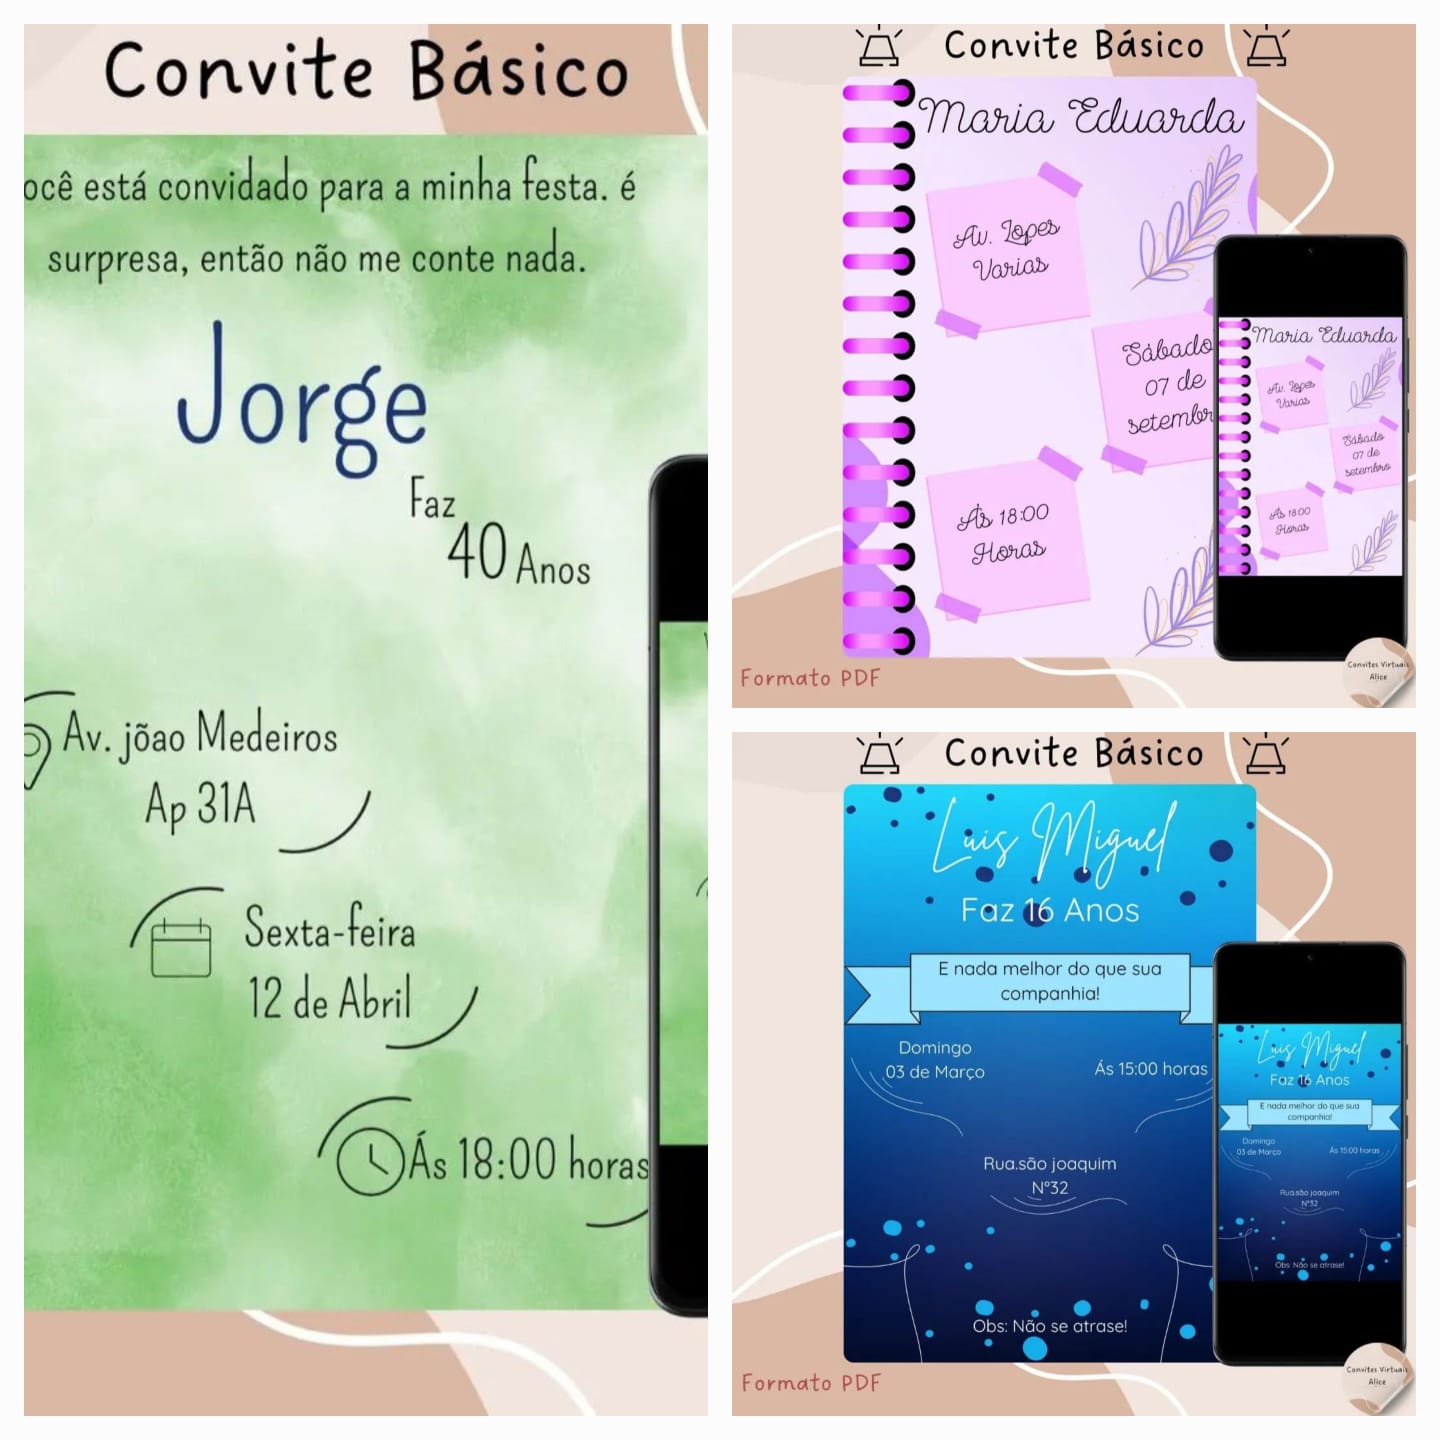 Convite Básico
ocê está convidado para a minha festa. é
surpresa, então não me conte nada.
Jorge
Faz
40 Anos
Av. jõao Medeiros
Ap 31A
Sexta-feira
12 de Abril
Ás 18:00 horas
Convite Básico
Maria Eduarda
Av. Lopes
Varias
Sábado
07 de
setembr
Ás 18:00
Horas
Maria Eduarda
Av. Lopes
Varias
Sábado
07 de
setembro
Ás 18:00
Horas
Formato PDF
Convites Virtuais
Alice
Convite Básico
Luis Miguel
Faz 16 Anos
E nada melhor do que sua
companhia!
Domingo
03 de Março
Ás 15:00 horas
Rua.são joaquim
N°32
Obs: Não se atrase!
Luis Miguel
Faz 16 Anos
E nada melhor do que sua
companhia!
Domingo
03 de Março
Ás 15:00 horas
Rua.são joaquim
N°32
Obs: Não se atrase!
Formato PDF
Convites Virtuais
Alice